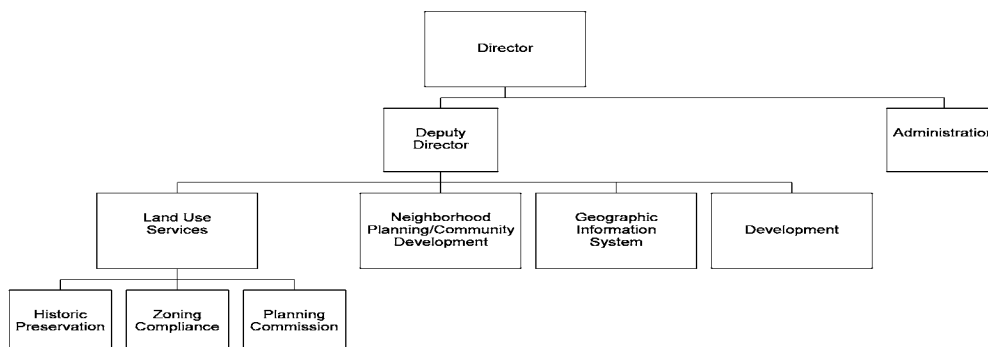 Director
Deputy
Director
Administration
Land Use
Services
Neighborhood
Planning/Community
Development
Geographic
Information
System
Development
Historic
Preservation
Zoning
Compliance
Planning
Commission